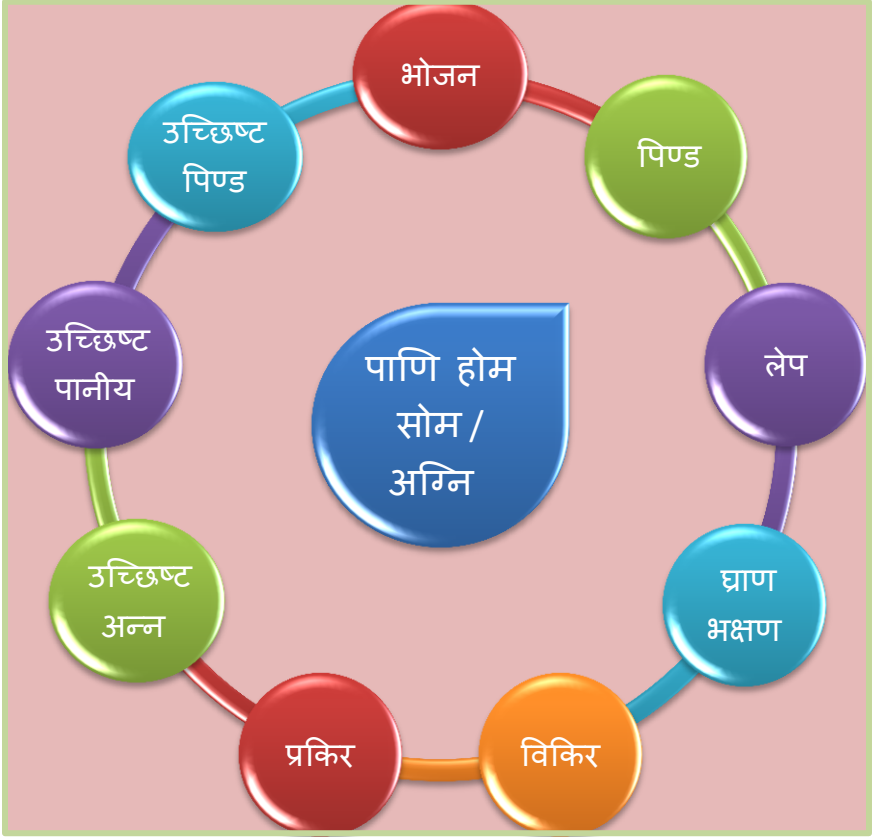 भोजन
पिण्ड
लेप
घ्राण
भक्षण
विकिर
प्रकिर
उच्छिष्ट
अन्न
उच्छिष्ट
पानीय
उच्छिष्ट
पिण्ड
पाणि होम
सोम /
अग्नि